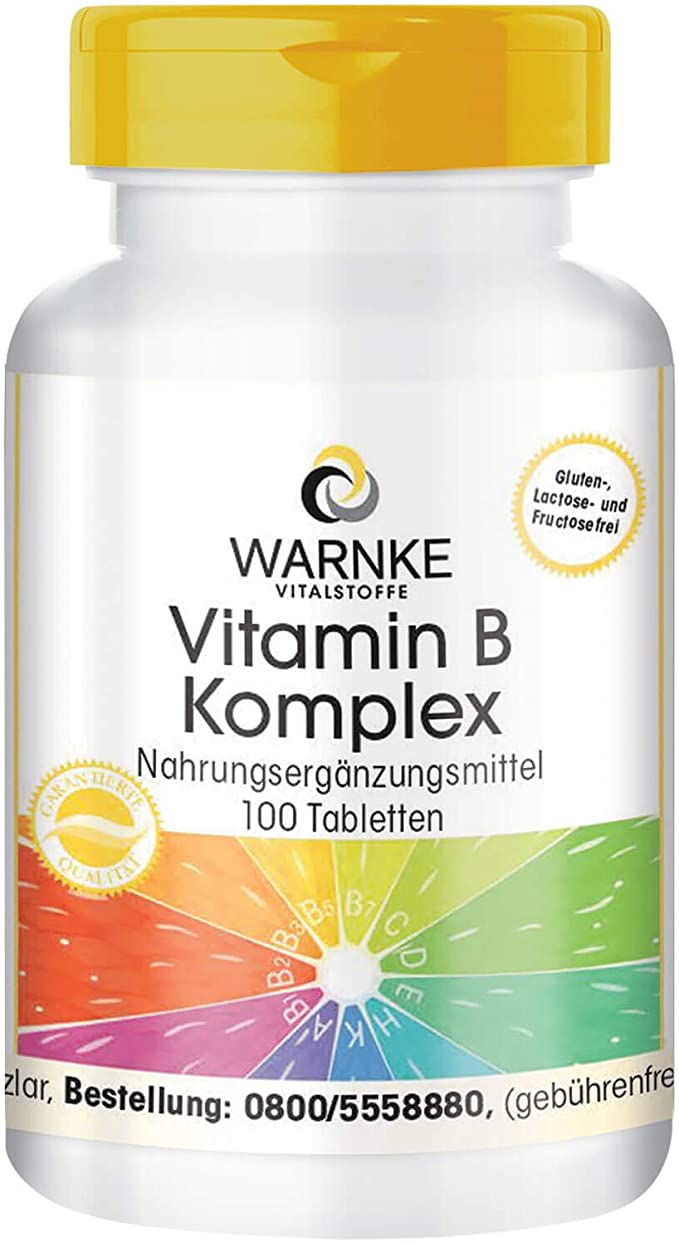 WARNKE
VITALSTOFFE
Gluten-,
Lactose- und
Fructosefrei
Vitamin B
Komplex
Nahrungsergänzungsmittel
100 Tabletten
GARANTIERTE
QUALITÄT
B1
B2
B3
B5
B7
C
D
E
H
K
A
zlar, Bestellung: 0800/5558880, (gebührenfre